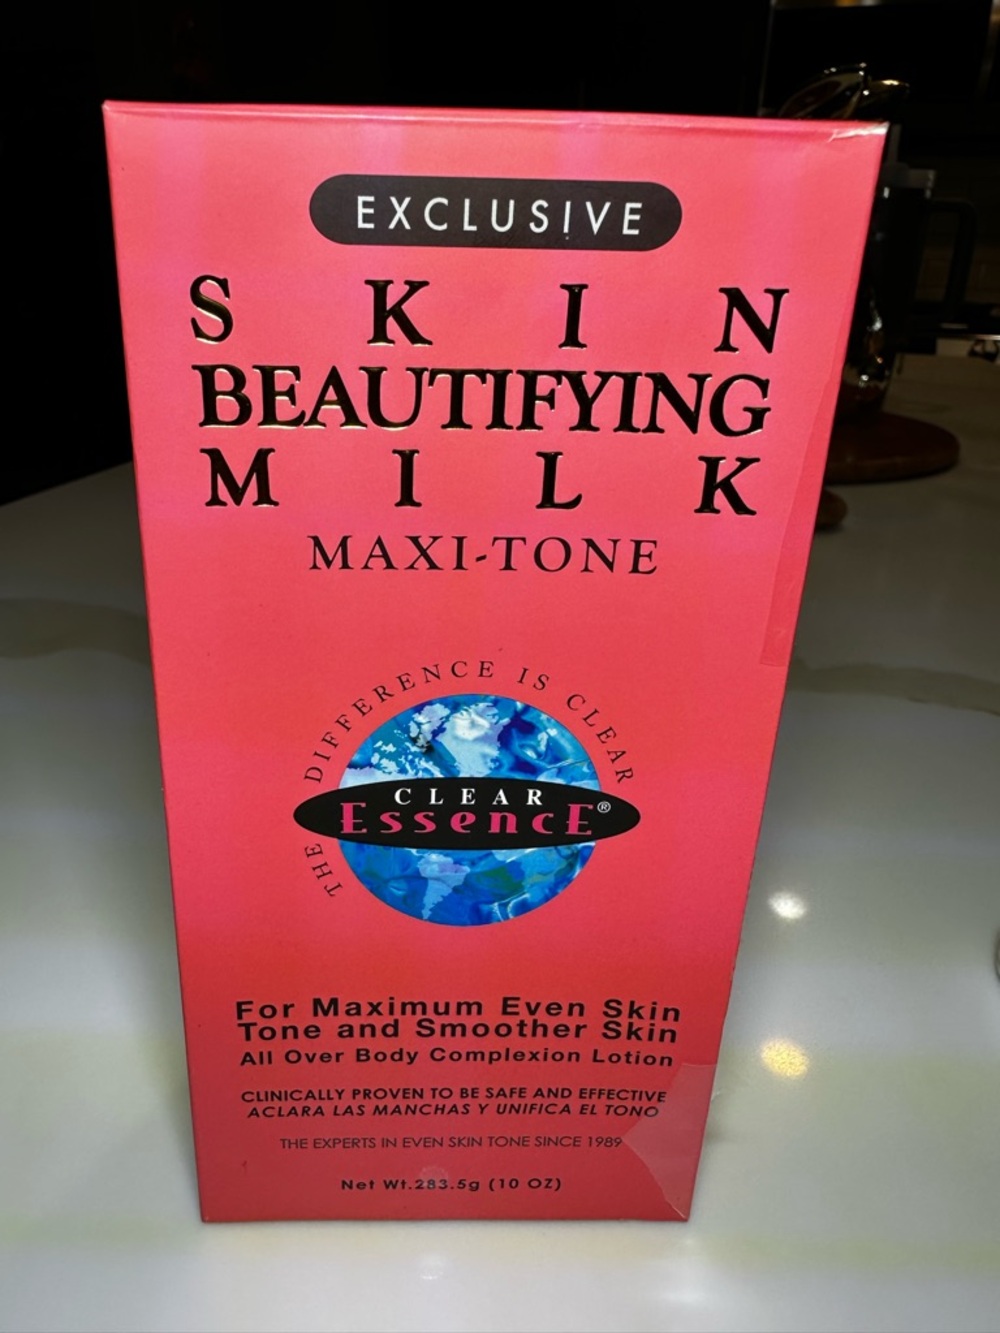 EXCLUSIVE
SKIN
BEAUTIFYING
MILK
MAXI-TONE
THE DIFFERENCE IS CLEAR
CLEAR
EssencE®
For Maximum Even Skin
Tone and Smoother Skin
All Over Body Complexion Lotion
CLINICALLY PROVEN TO BE SAFE AND EFFECTIVE
ACLARA LAS MANCHAS Y UNIFICA EL TONO
THE EXPERTS IN EVEN SKIN TONE SINCE 1989
Net Wt.283.5g (10 OZ)